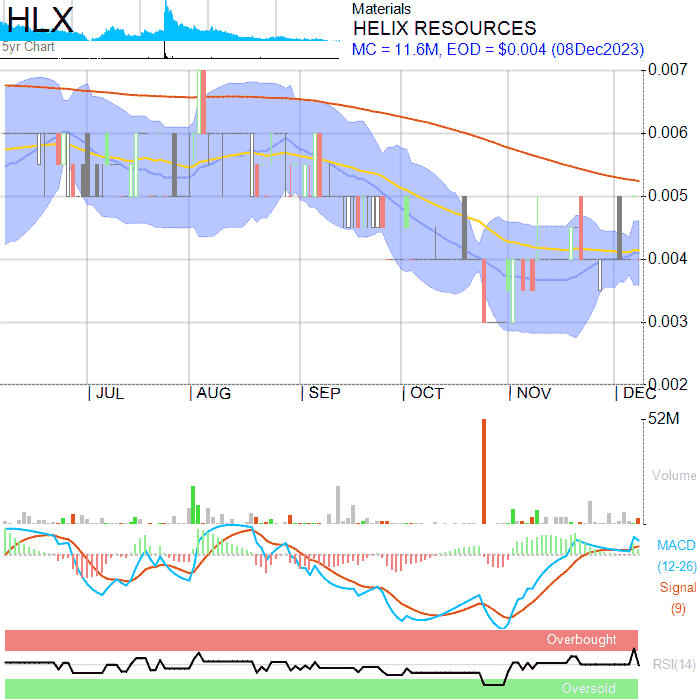 HLX
5yr Chart
Materials
HELIX RESOURCES
MC = 11.6M, EOD = $0.004 (08Dec2023)
0.007
0.006
0.005
0.004
0.003
0.002
JUL AUG SEP OCT NOV DEC
52M
Volume
MACD
(12-26)
Signal
(9)
Overbought
RSI(14)
Oversold